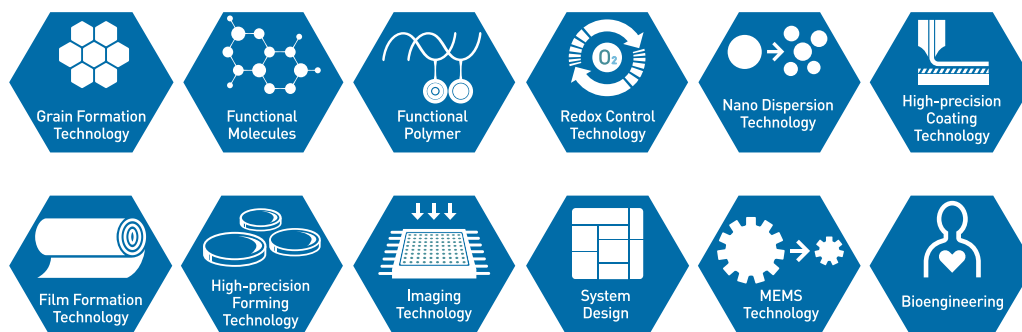 Grain Formation
Technology
Functional
Molecules
Functional
Polymer
O₂
Redox Control
Technology
Nano Dispersion
Technology
High-precision
Coating
Technology
Film Formation
Technology
High-precision
Forming
Technology
Imaging
Technology
System
Design
MEMS
Technology
Bioengineering